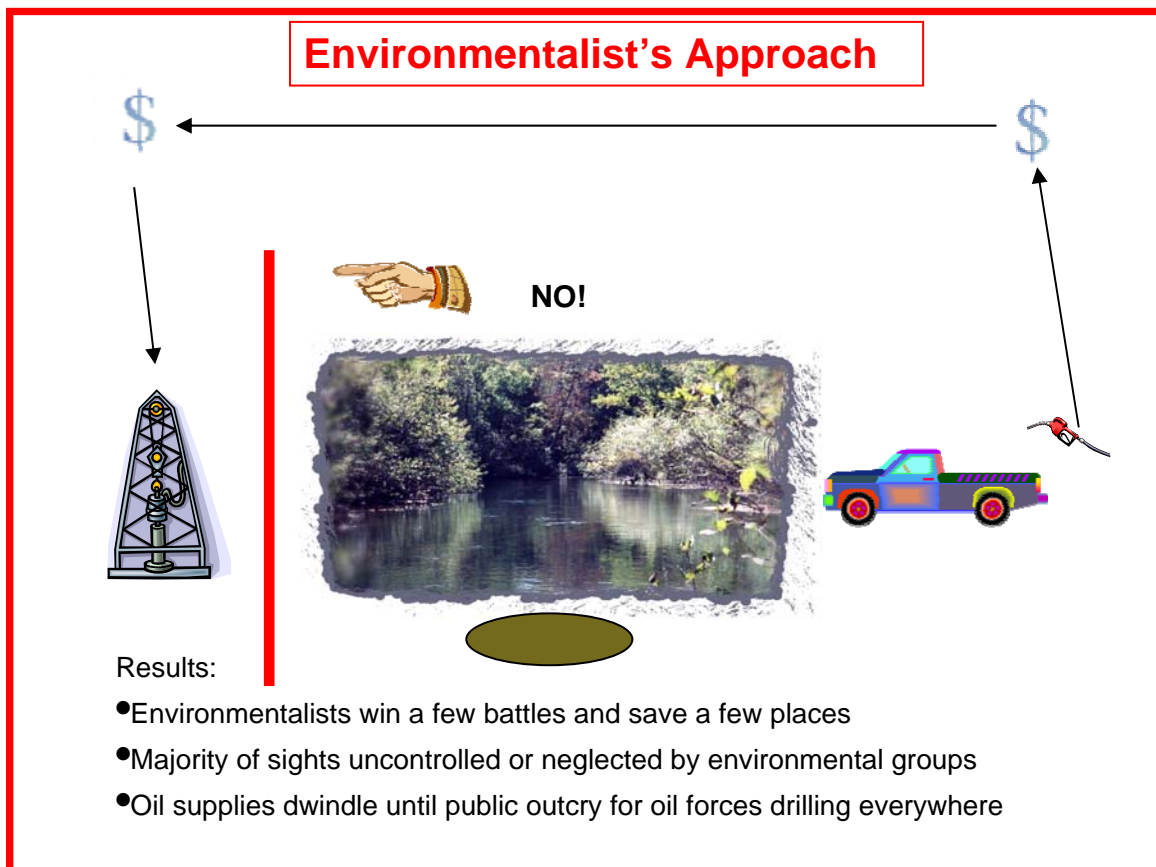 Environmentalist's Approach
$ $
NO!
Results:
•Environmentalists win a few battles and save a few places
•Majority of sights uncontrolled or neglected by environmental groups
•Oil supplies dwindle until public outcry for oil forces drilling everywhere